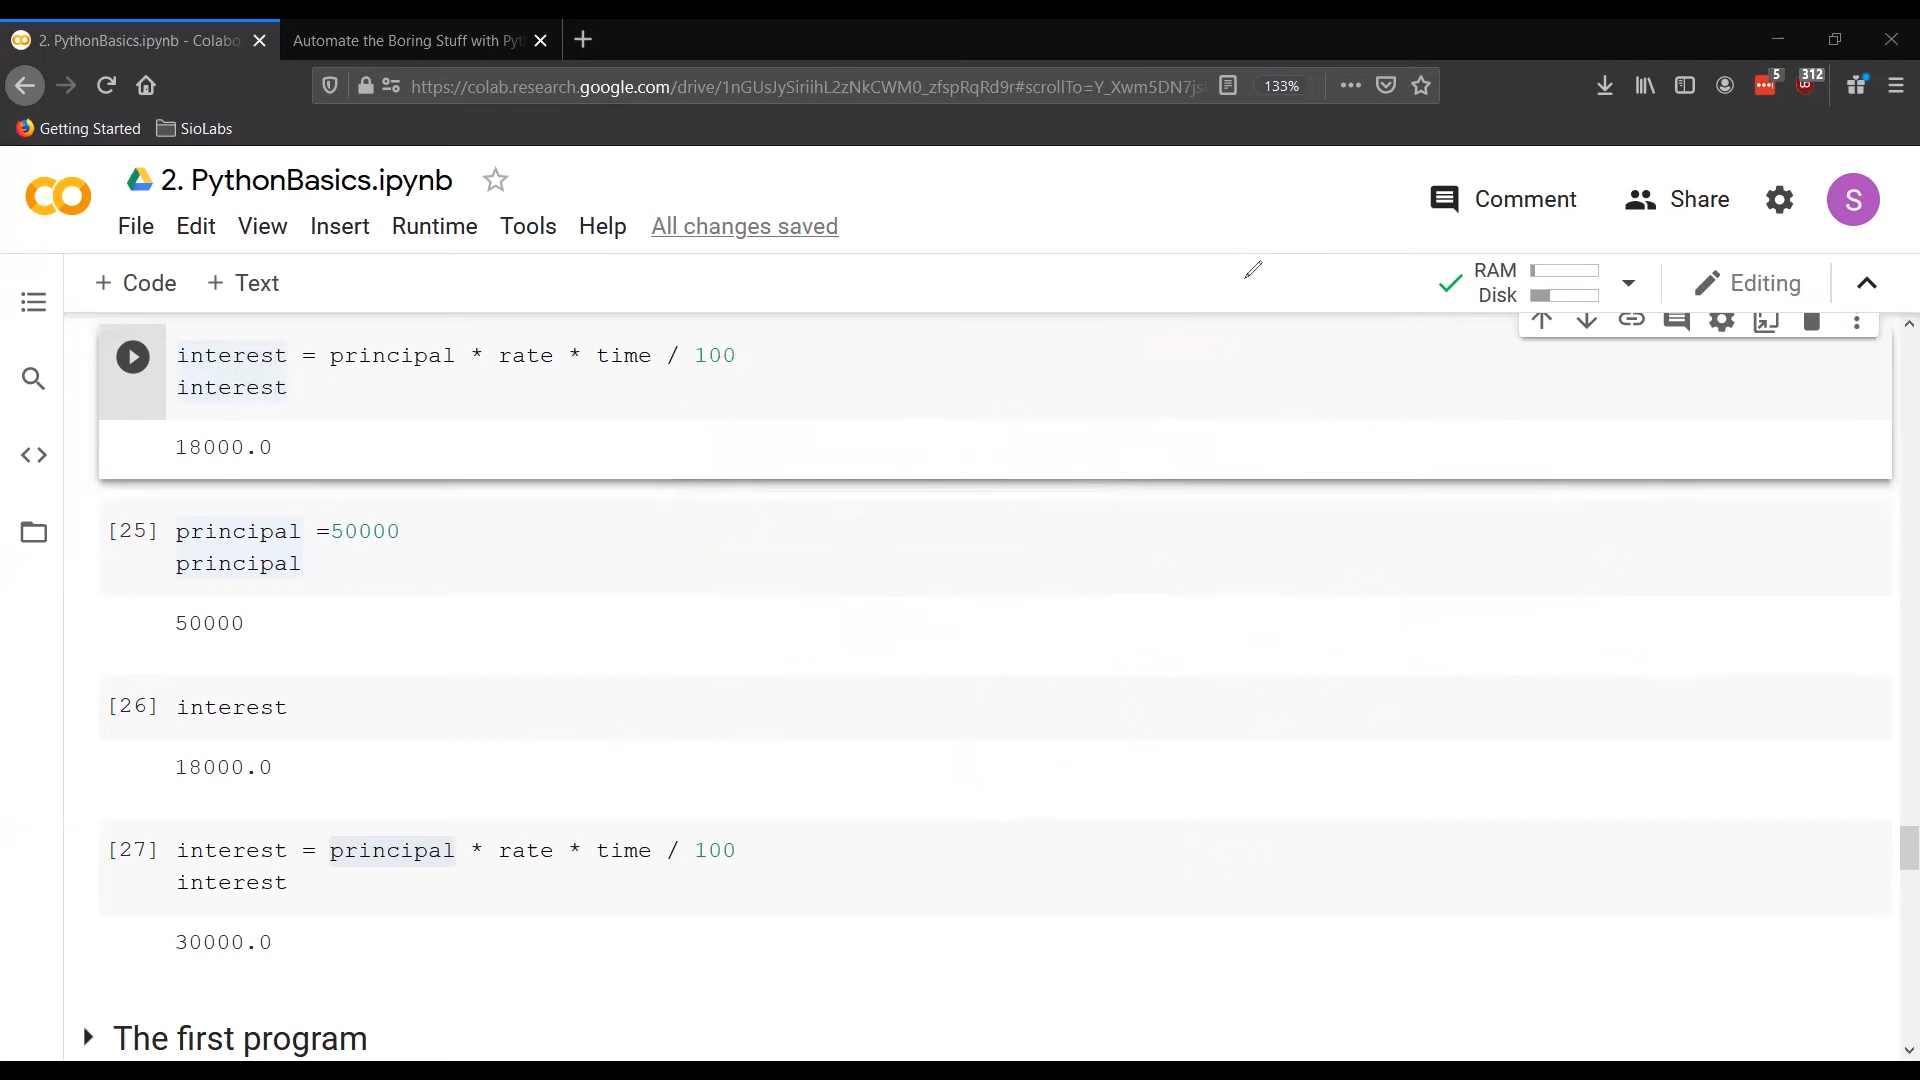 2. PythonBasics.ipynb - Colabo
Automate the Boring Stuff with Pyt
https://colab.research.google.com/drive/1nGUsJySiriihL2zNkCWM0_zfspRqRd9r#scrollTo=Y_Xwm5DN7js
133%
5
312
Getting Started
SioLabs
2. PythonBasics.ipynb
Comment
Share
S
File Edit View Insert Runtime Tools Help All changes saved
+ Code + Text
RAM
Disk
Editing
interest = principal * rate * time / 100
interest
18000.0
[25] principal =50000
principal
50000
[26] interest
18000.0
[27] interest = principal * rate * time / 100
interest
30000.0
The first program